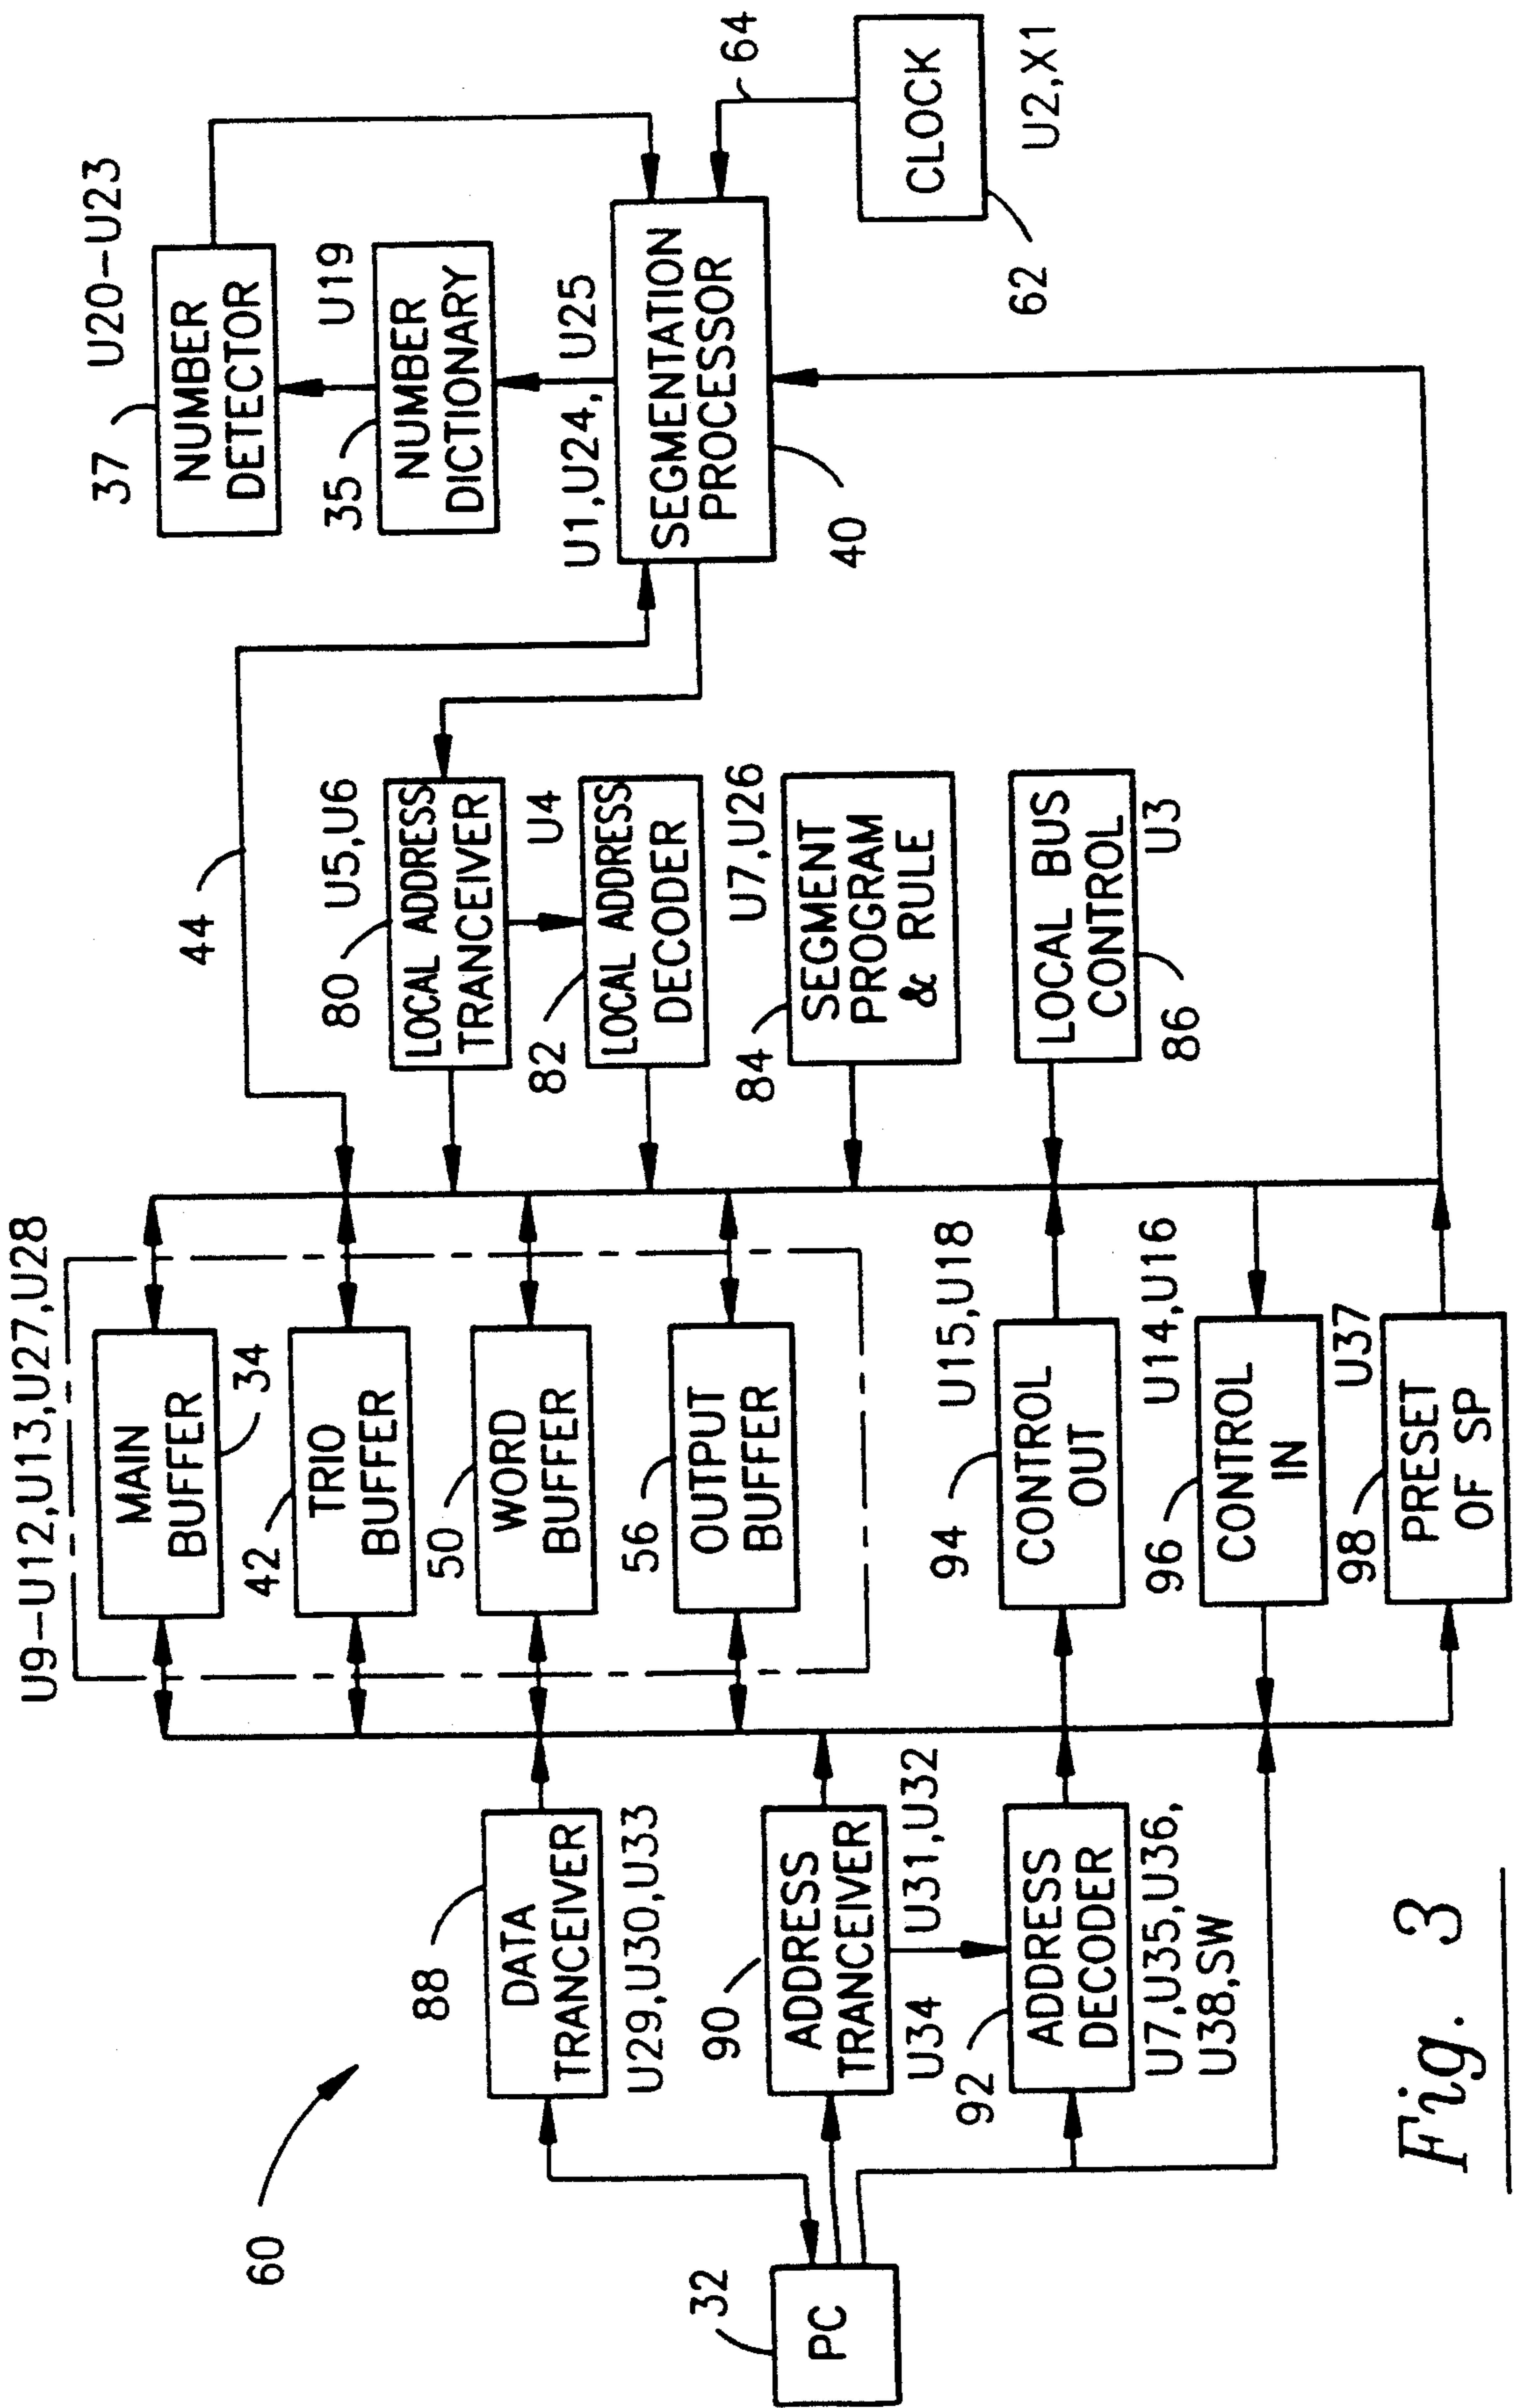 60
32
PC
88
DATA
TRANCEIVER
U29,U30,U33
90
ADDRESS
TRANCEIVER
U34
U31,U32
92
ADDRESS
DECODER
U7,U35,U36,
U38,SW
U9-U12,U13,U27,U28
MAIN
BUFFER
34
42
TRIO
BUFFER
50
WORD
BUFFER
56
OUTPUT
BUFFER
94
CONTROL
OUT
U15,U18
96
CONTROL
IN
U14,U16
98
PRESET
OF SP
U37
44
80
LOCAL ADDRESS
TRANCEIVER
U5,U6
82
LOCAL ADDRESS
DECODER
U4
84
SEGMENT
PROGRAM
& RULE
U7,U26
86
LOCAL BUS
CONTROL
U3
37
NUMBER
DETECTOR
U20-U23
35
NUMBER
DICTIONARY
U19
U1,U24,
U25
SEGMENTATION
PROCESSOR
40
64
CLOCK
62
U2,X1
Fig. 3